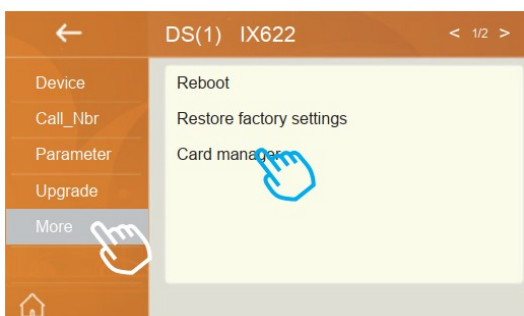 DS(1) IX622
< 1/2 >
Device
Call_Nbr
Parameter
Upgrade
More
Reboot
Restore factory settings
Card manager